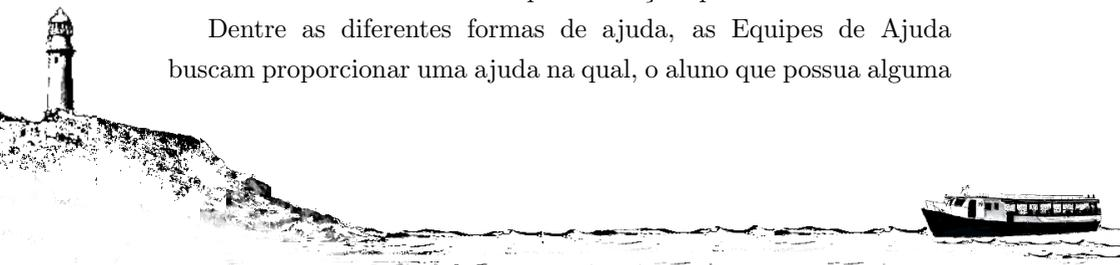 Dentre as diferentes formas de ajuda, as Equipes de Ajuda
buscam proporcionar uma ajuda na qual, o aluno que possua alguma